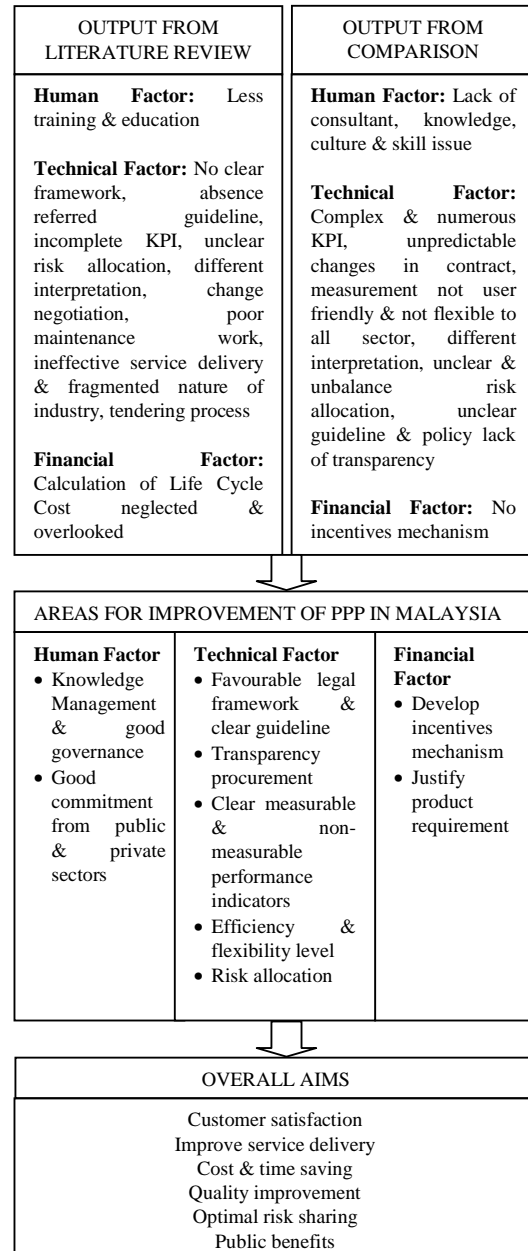 OUTPUT FROM
LITERATURE REVIEW
Human Factor: Less
training & education
Technical Factor: No clear
framework, absence
referred guideline,
incomplete KPI, unclear
risk allocation, different
interpretation, change
negotiation, poor
maintenance work,
ineffective service delivery
& fragmented nature of
industry, tendering process
Financial Factor:
Calculation of Life Cycle
Cost neglected &
overlooked
OUTPUT FROM
COMPARISON
Human Factor: Lack of
consultant, knowledge,
culture & skill issue
Technical Factor:
Complex & numerous
KPI, unpredictable
changes in contract,
measurement not user
friendly & not flexible to
all sector, different
interpretation, unclear &
unbalance risk
allocation, unclear
guideline & policy lack
of transparency
Financial Factor: No
incentives mechanism
AREAS FOR IMPROVEMENT OF PPP IN MALAYSIA
Human Factor
• Knowledge
Management
& good
governance
• Good
commitment
from public
& private
sectors
Technical Factor
• Favourable legal
framework &
clear guideline
• Transparency
procurement
• Clear measurable
& non-
measurable
performance
indicators
• Efficiency &
flexibility level
• Risk allocation
Financial
Factor
• Develop
incentives
mechanism
• Justify
product
requirement
OVERALL AIMS
Customer satisfaction
Improve service delivery
Cost & time saving
Quality improvement
Optimal risk sharing
Public benefits